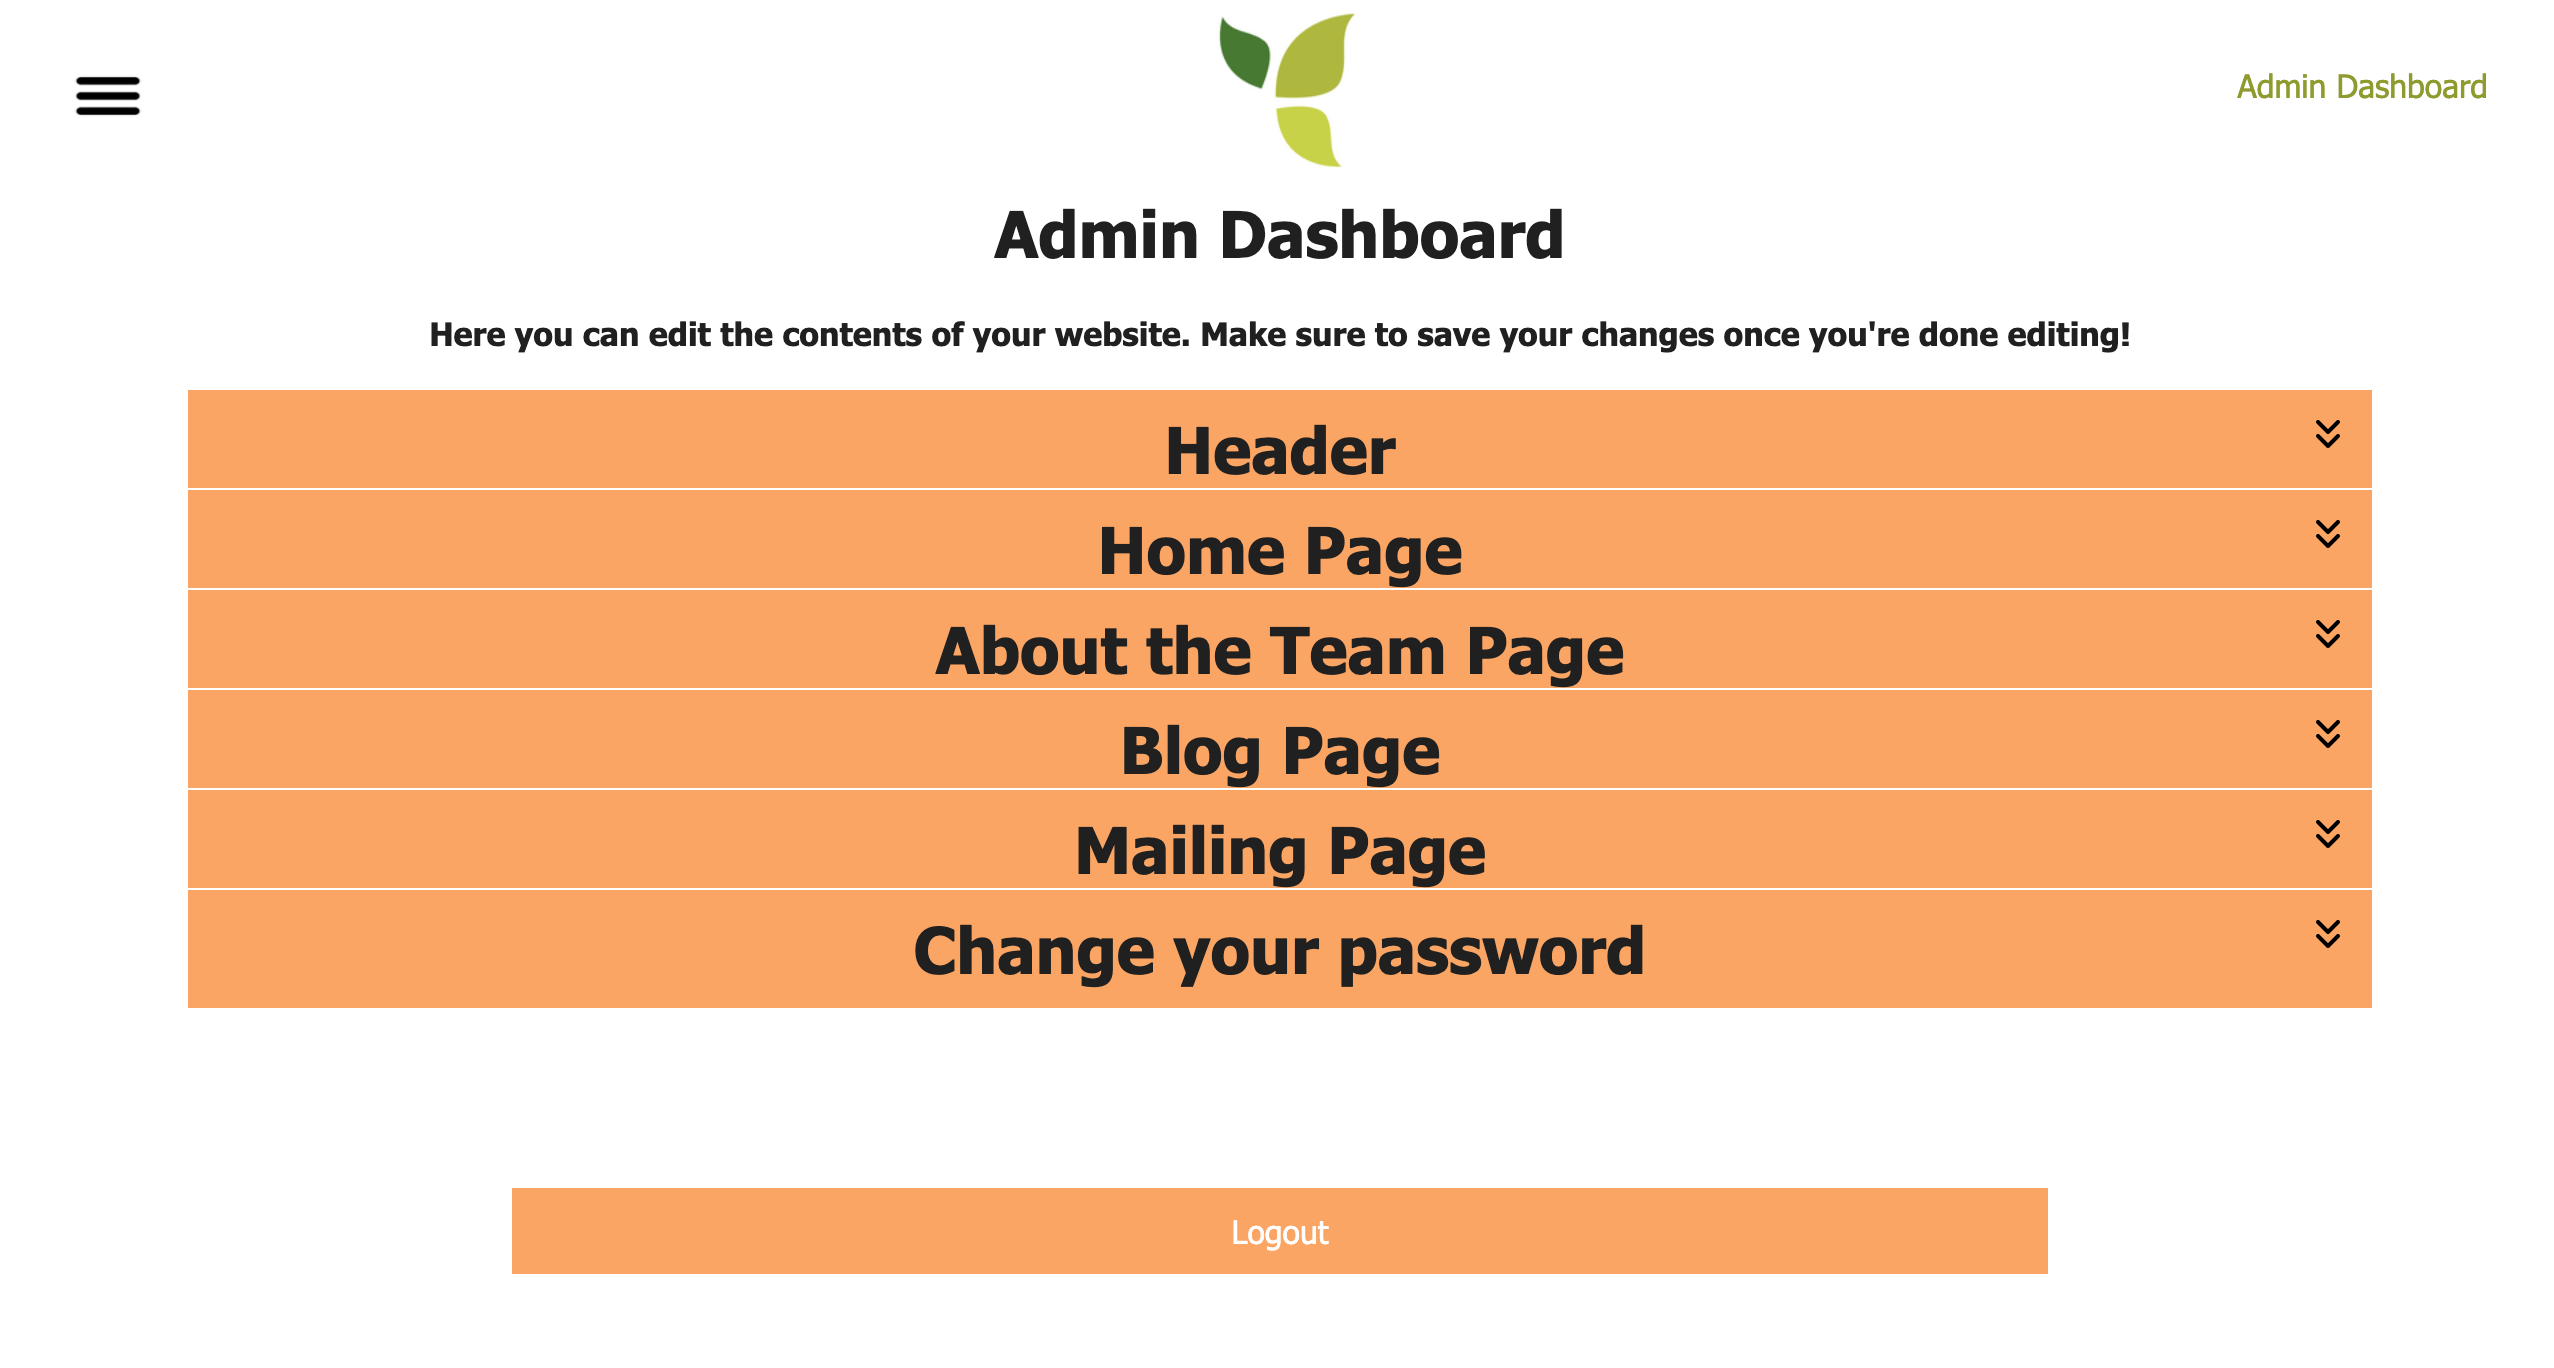 Admin Dashboard
Admin Dashboard
Here you can edit the contents of your website. Make sure to save your changes once you're done editing!
Header
Home Page
About the Team Page
Blog Page
Mailing Page
Change your password
Logout